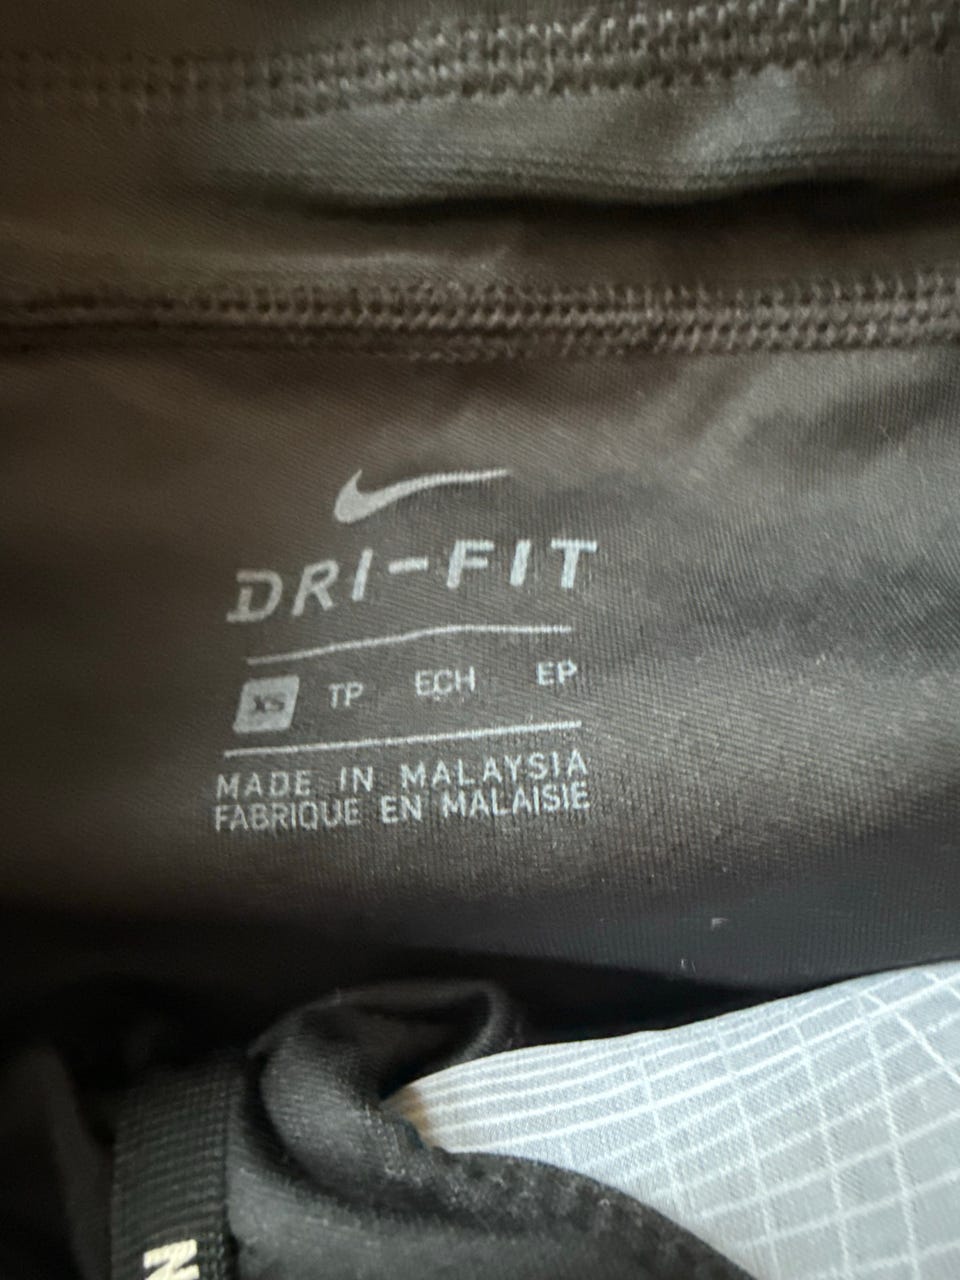 DRI-FIT
XS TP ECH EP
MADE IN MALAYSIA
FABRIQUE EN MALAISIE
N